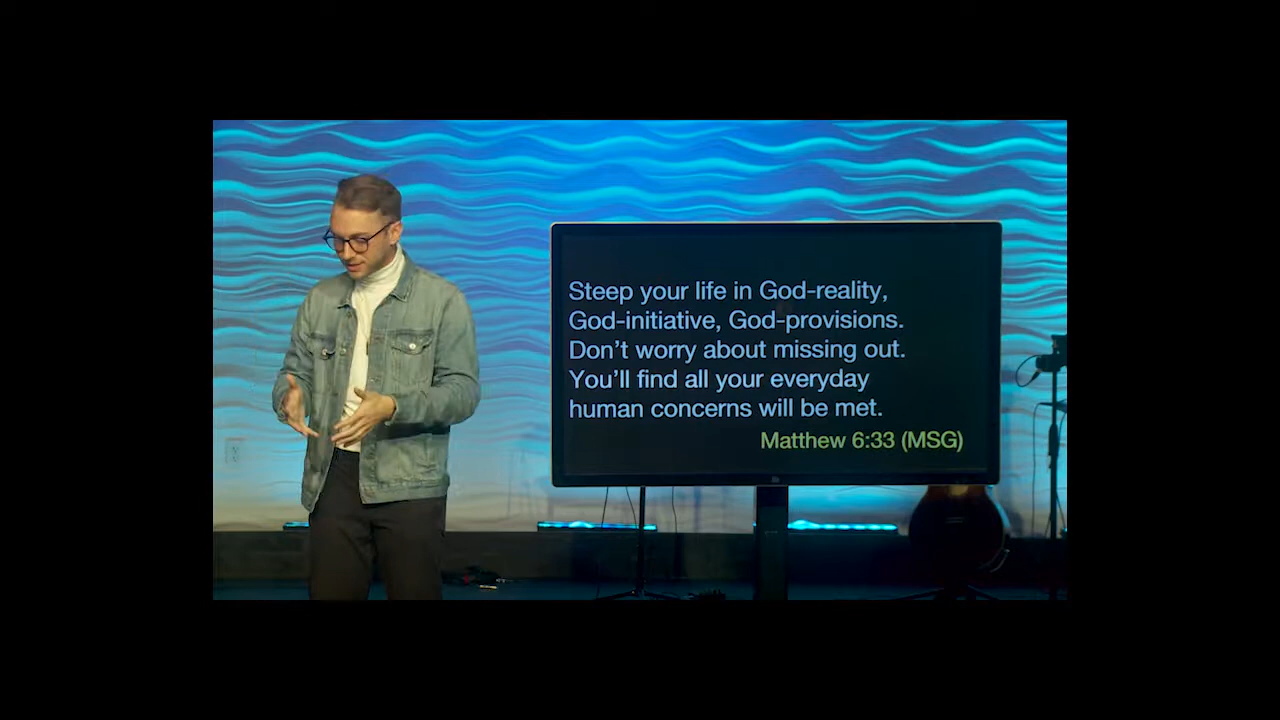 Steep your life in God-reality,
God-initiative, God-provisions.
Don't worry about missing out.
You'll find all your everyday
human concerns will be met.
Matthew 6:33 (MSG)